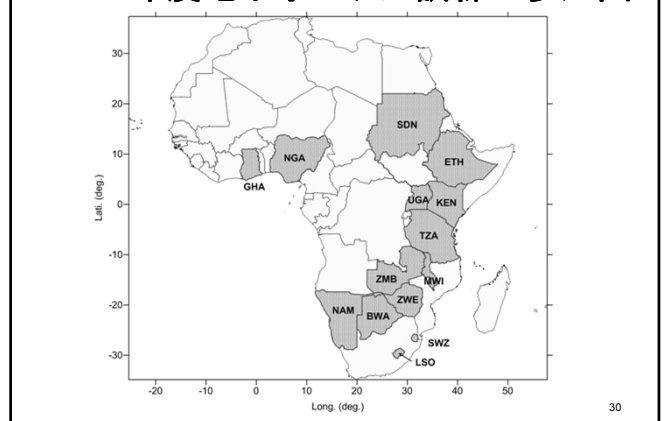 30
20
SDN
10
NGA
ETH
GHA
UGA
KEN
0
Lati. (deg.)
TZA
-10
ZMB
MWI
ZWE
NAM
BWA
-20
SWZ
-30
LSO
-20 -10 0 10 20 30 40 50
Long. (deg.)
30